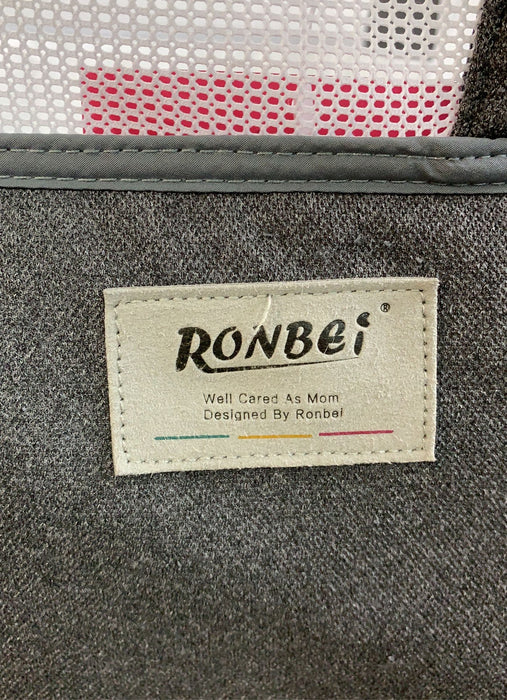 RONBEi®
Well Cared As Mom
Designed By Ronbei